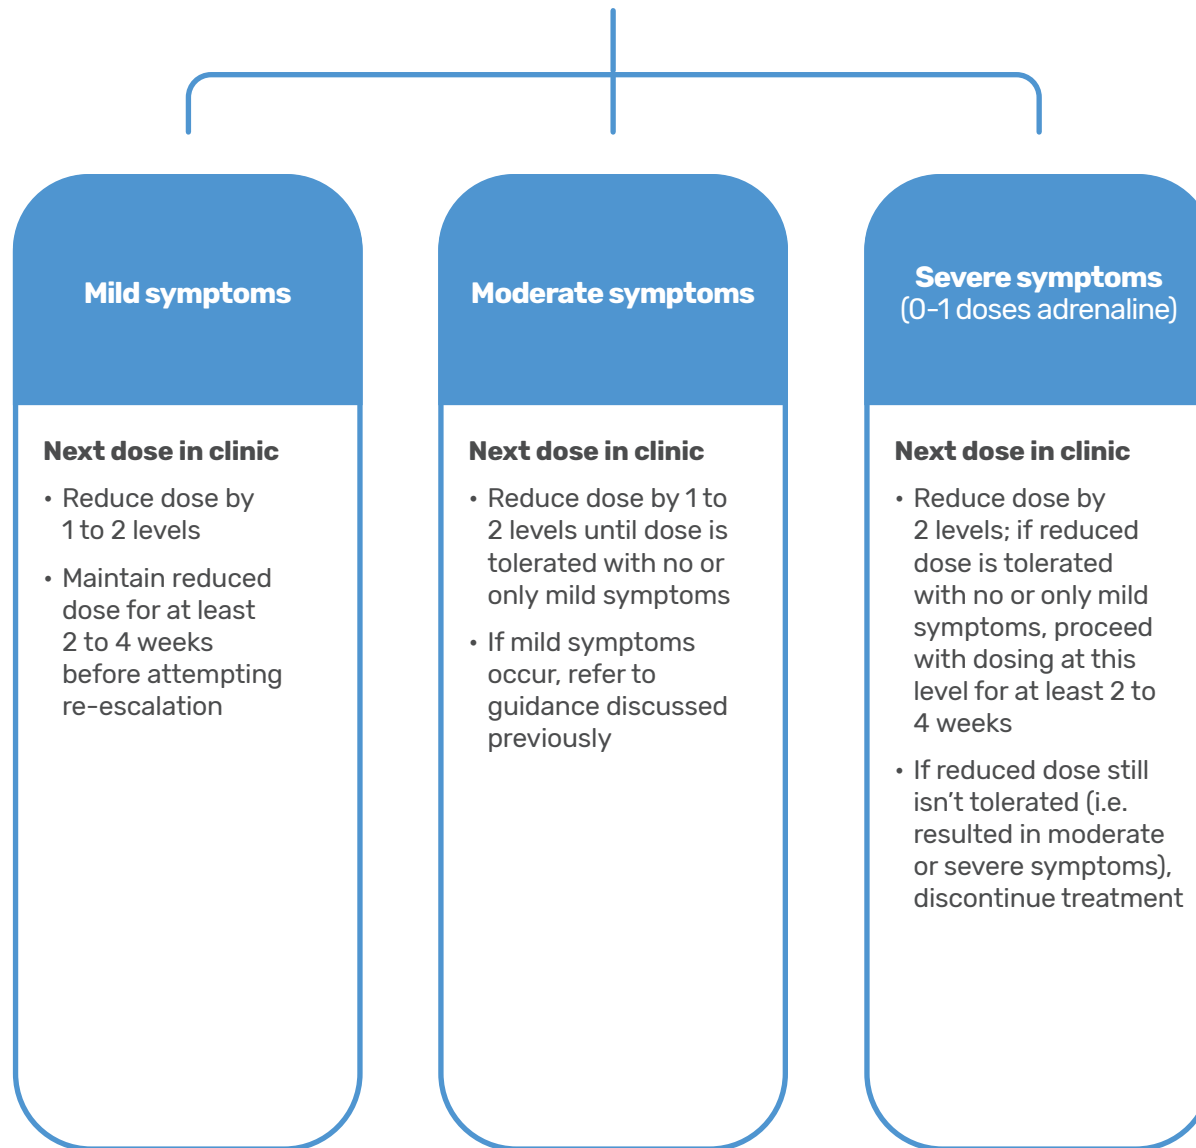 Mild symptoms
Next dose in clinic
• Reduce dose by
1 to 2 levels
• Maintain reduced
dose for at least
2 to 4 weeks
before attempting
re-escalation
Moderate symptoms
Next dose in clinic
• Reduce dose by 1 to
2 levels until dose is
tolerated with no or
only mild symptoms
• If mild symptoms
occur, refer to
guidance discussed
previously
Severe symptoms
(0-1 doses adrenaline)
Next dose in clinic
• Reduce dose by
2 levels; if reduced
dose is tolerated
with no or only mild
symptoms, proceed
with dosing at this
level for at least 2 to
4 weeks
• If reduced dose still
isn’t tolerated (i.e.
resulted in moderate
or severe symptoms),
discontinue treatment